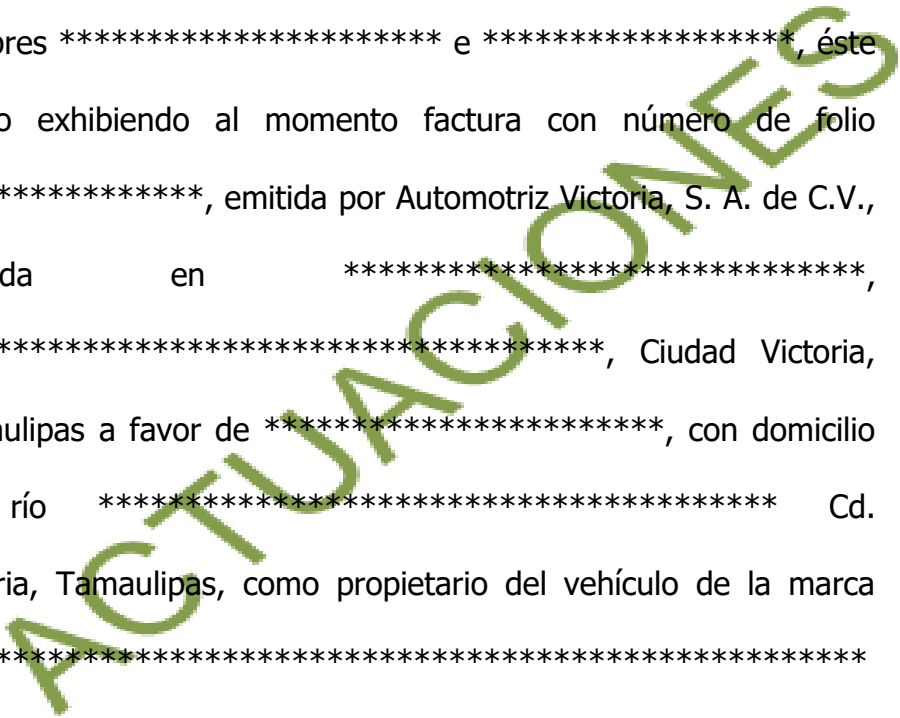 ores ********************** e ******************, éste
o exhibiendo al momento factura con número de folio
************, emitida por Automotriz Victoria, S. A. de C.V.,
da en ******************************,
***********************************, Ciudad Victoria,
aulipas a favor de ***********************, con domicilio
río *************************************** Cd.
ria, Tamaulipas, como propietario del vehículo de la marca
**************************************************
ACTUACIONES